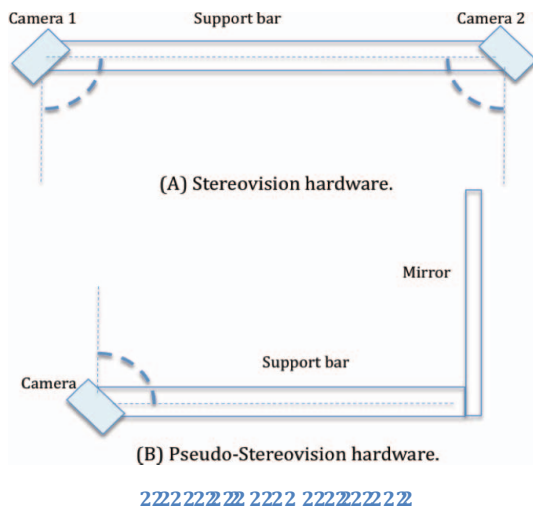 Camera 1 Support bar Camera 2
(A) Stereovision hardware.
Mirror
Support bar
Camera
(B) Pseudo-Stereovision hardware.